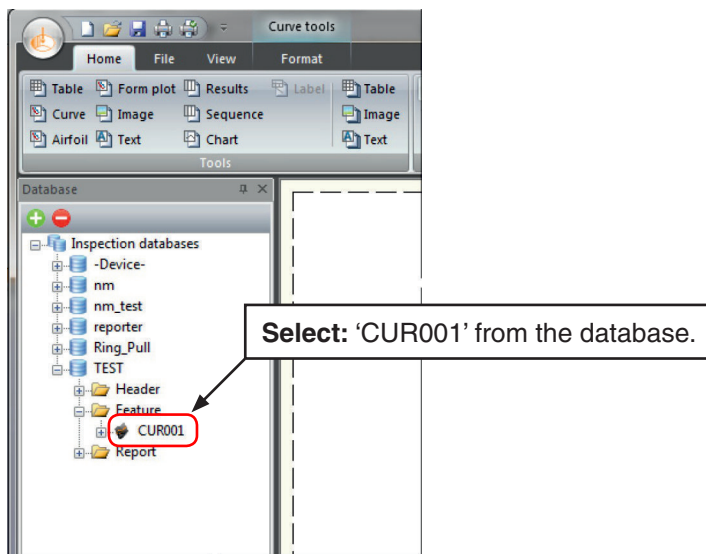 Curve tools
Home File View Format
Table Form plot Results Label Table
Curve Image Sequence Image
Airfoil Text Chart Text
Tools
Database
Inspection databases
-Device-
nm
nm_test
reporter
Ring_Pull
TEST
Header
Feature
CUR001
Report
Select: ‘CUR001’ from the database.